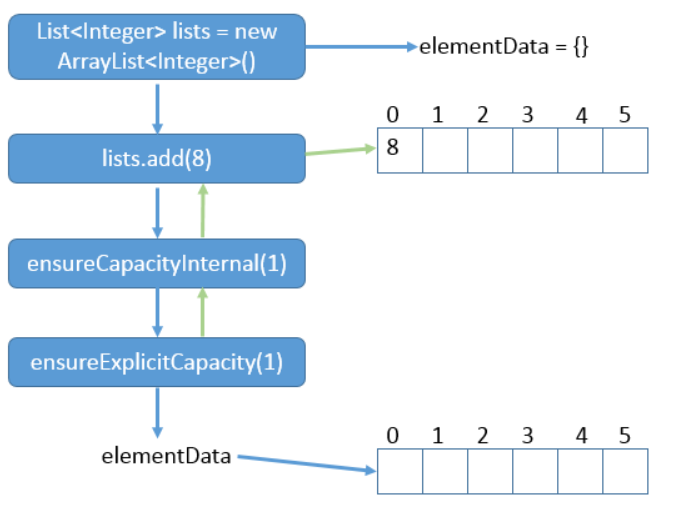 List<Integer> lists = new
ArrayList<Integer>()
elementData = {}
0 1 2 3 4 5
lists.add(8)
8
ensureCapacityInternal(1)
ensureExplicitCapacity(1)
0 1 2 3 4 5
elementData